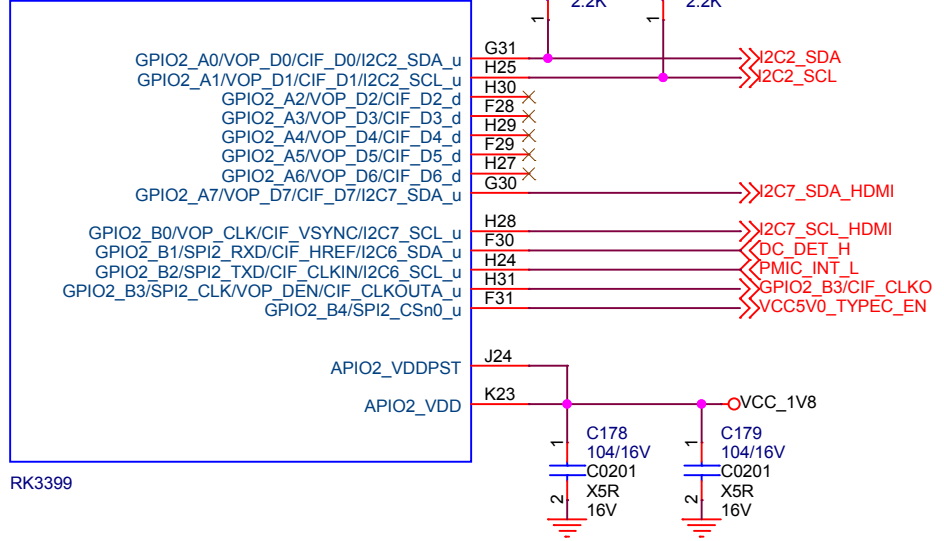 2.2K 2.2K
1 1
GPIO2_A0/VOP_D0/CIF_D0/I2C2_SDA_u G31 I2C2_SDA
GPIO2_A1/VOP_D1/CIF_D1/I2C2_SCL_u H25 I2C2_SCL
GPIO2_A2/VOP_D2/CIF_D2_d H30
GPIO2_A3/VOP_D3/CIF_D3_d F28
GPIO2_A4/VOP_D4/CIF_D4_d H29
GPIO2_A5/VOP_D5/CIF_D5_d F29
GPIO2_A6/VOP_D6/CIF_D6_d H27
GPIO2_A7/VOP_D7/CIF_D7/I2C7_SDA_u G30 I2C7_SDA_HDMI
GPIO2_B0/VOP_CLK/CIF_VSYNC/I2C7_SCL_u H28 I2C7_SCL_HDMI
GPIO2_B1/SPI2_RXD/CIF_HREF/I2C6_SDA_u F30 DC_DET_H
GPIO2_B2/SPI2_TXD/CIF_CLKIN/I2C6_SCL_u H24 PMIC_INT_L
GPIO2_B3/SPI2_CLK/VOP_DEN/CIF_CLKOUTA_u H31 GPIO2_B3/CIF_CLKO
GPIO2_B4/SPI2_CSn0_u F31 VCC5V0_TYPEC_EN
APIO2_VDDPST J24
APIO2_VDD K23 VCC_1V8
1 C178 1 C179
104/16V 104/16V
C0201 C0201
2 X5R 2 X5R
16V 16V
RK3399